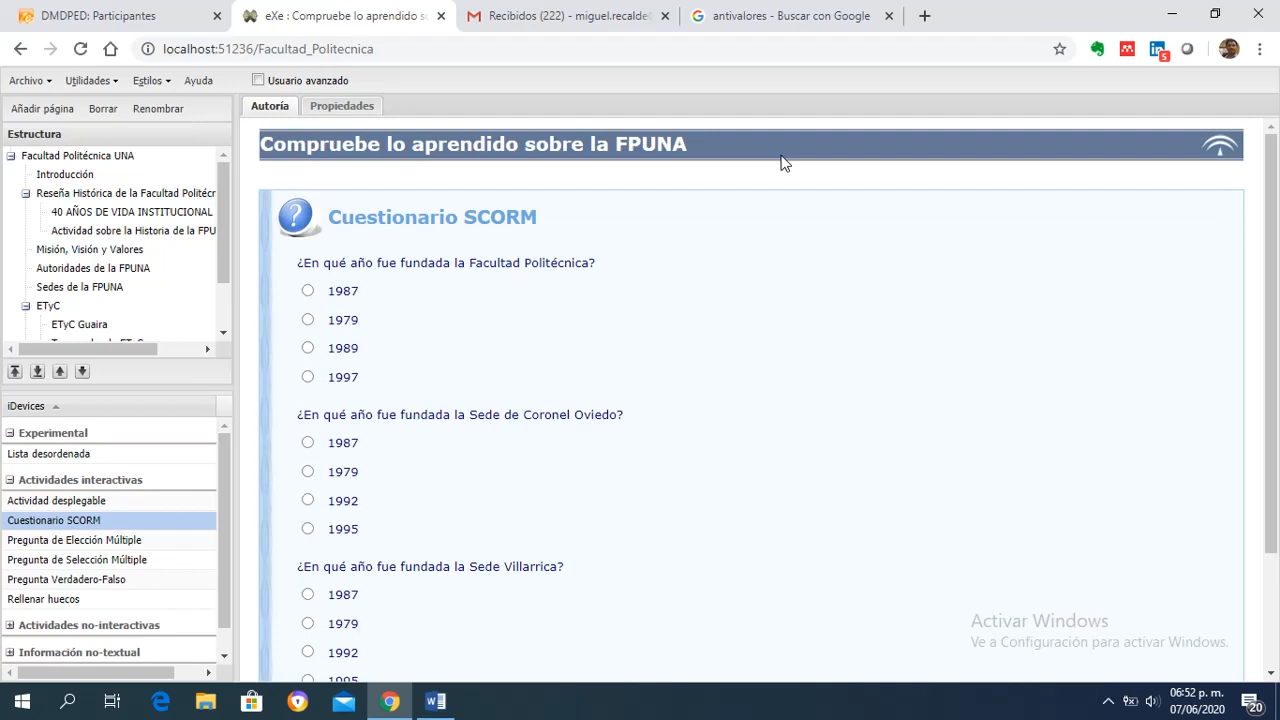 DMDPED: Participantes
eXe : Compruebe lo aprendido so
Recibidos (222) - miguel.recalde
antivalores - Buscar con Google
localhost:51236/Facultad_Politecnica
5
Archivo Utilidades Estilos Ayuda Usuario avanzado
Añadir página Borrar Renombrar
Autoría Propiedades
Estructura
Facultad Politécnica UNA
Introducción
Reseña Histórica de la Facultad Politécr
40 AÑOS DE VIDA INSTITUCIONAL
Actividad sobre la Historia de la FPU
Misión, Visión y Valores
Autoridades de la FPUNA
Sedes de la FPUNA
ETyC
ETyC Guaira
iDevices
Experimental
Lista desordenada
Actividades interactivas
Actividad desplegable
Cuestionario SCORM
Pregunta de Elección Múltiple
Pregunta de Selección Múltiple
Pregunta Verdadero-Falso
Rellenar huecos
Actividades no-interactivas
Información no-textual
Compruebe lo aprendido sobre la FPUNA
Cuestionario SCORM
¿En qué año fue fundada la Facultad Politécnica?
1987
1979
1989
1997
¿En qué año fue fundada la Sede de Coronel Oviedo?
1987
1979
1992
1995
¿En qué año fue fundada la Sede Villarrica?
1987
1979
1992
1995
Activar Windows
Ve a Configuración para activar Windows.
06:52 p. m.
07/06/2020
20